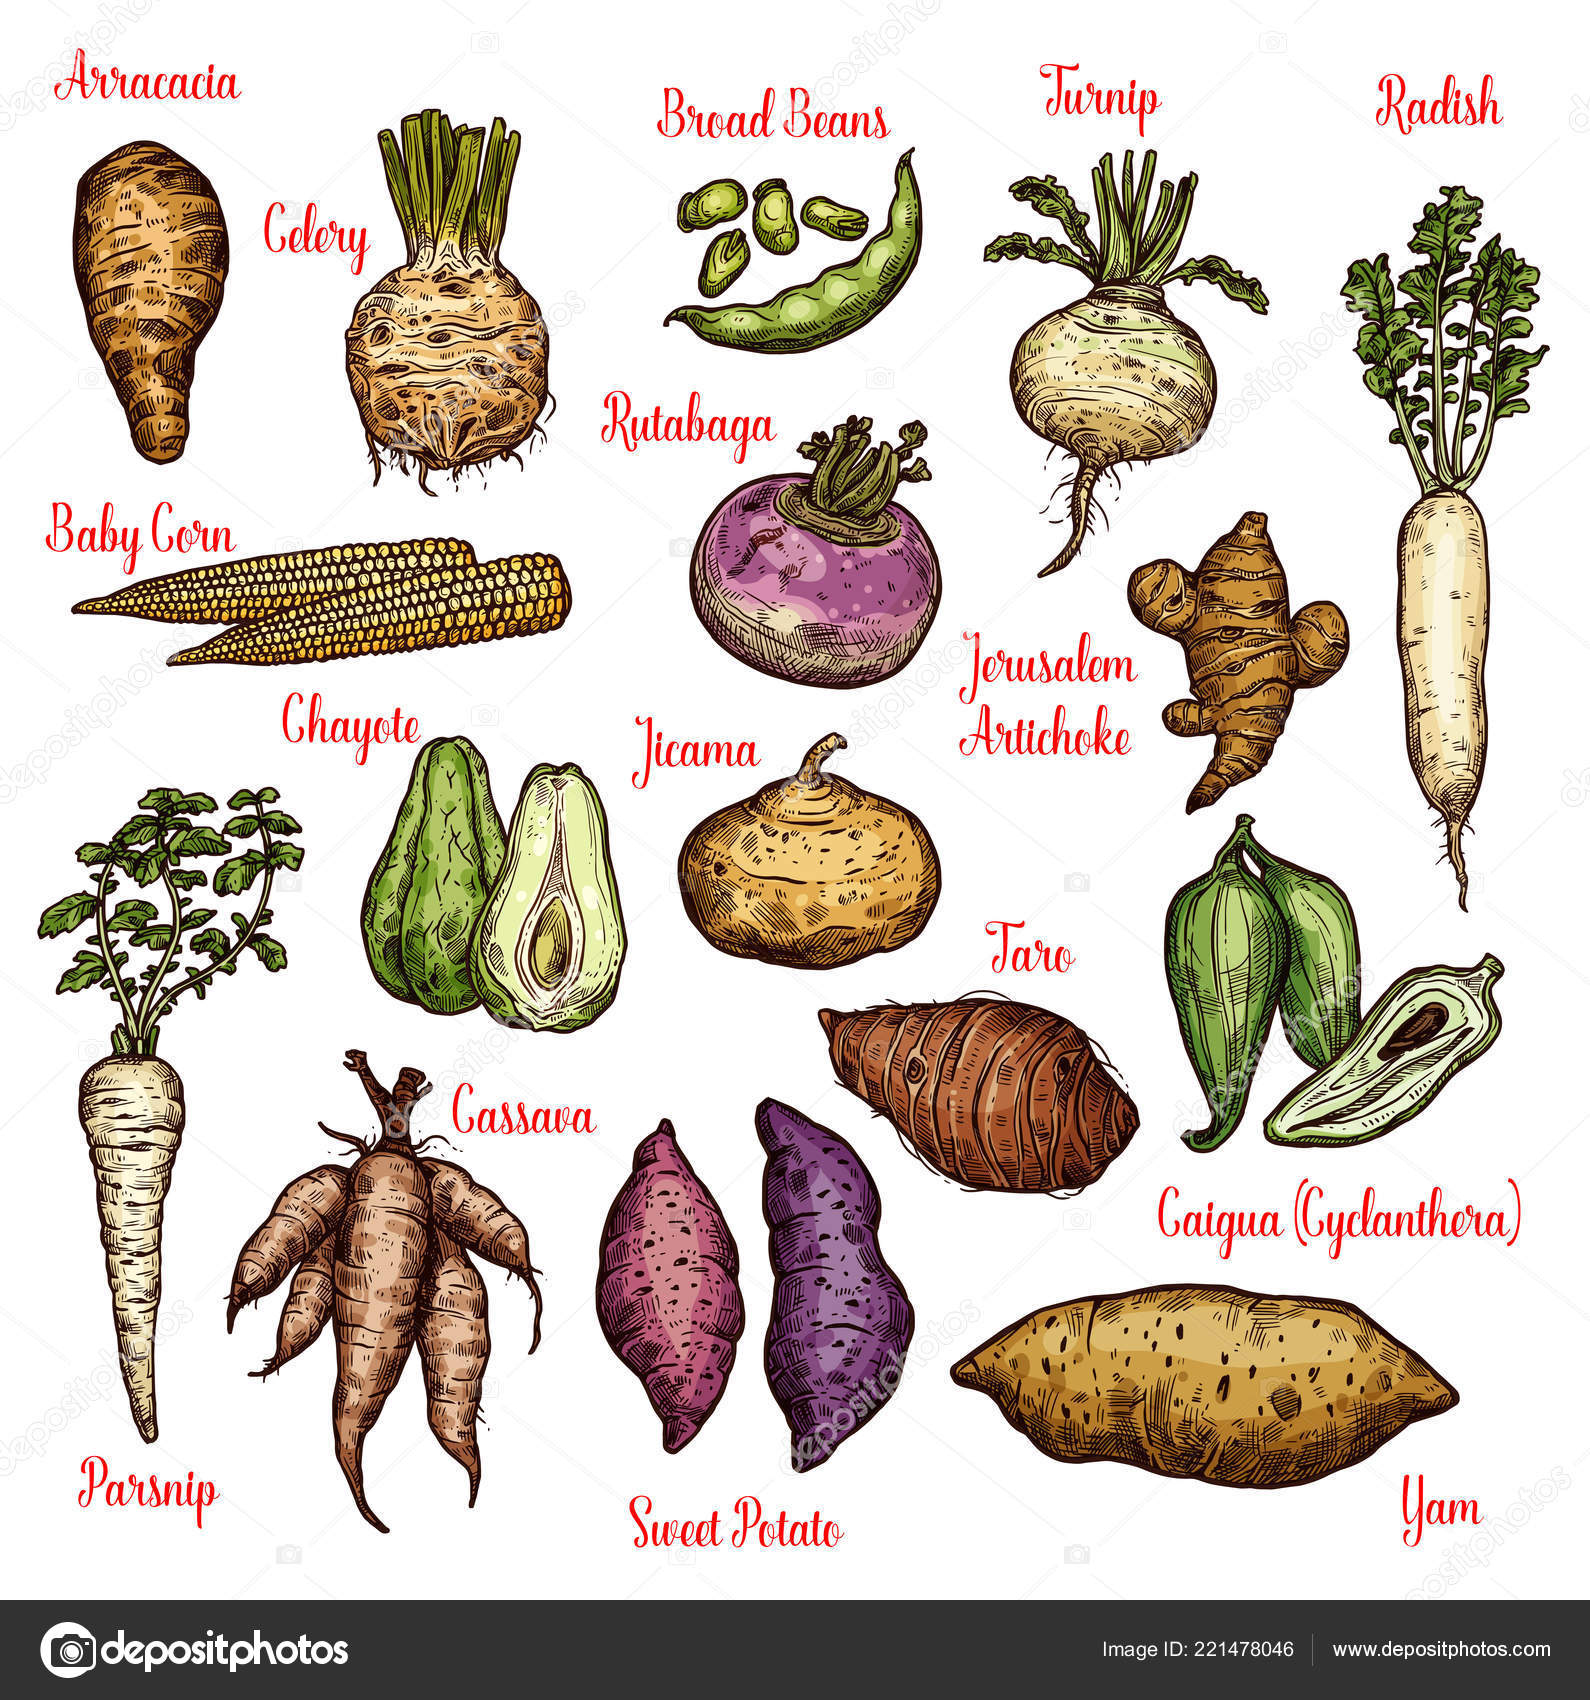 Arracacia
Celery
Broad Beans
Turnip
Radish
Rutabaga
Baby Corn
Jerusalem
Artichoke
Chayote
Jicama
Taro
Cassava
Caigua (Cyclanthera)
Parsnip
Sweet Potato
Yam
depositphotos
Image ID: 221478046
www.depositphotos.com